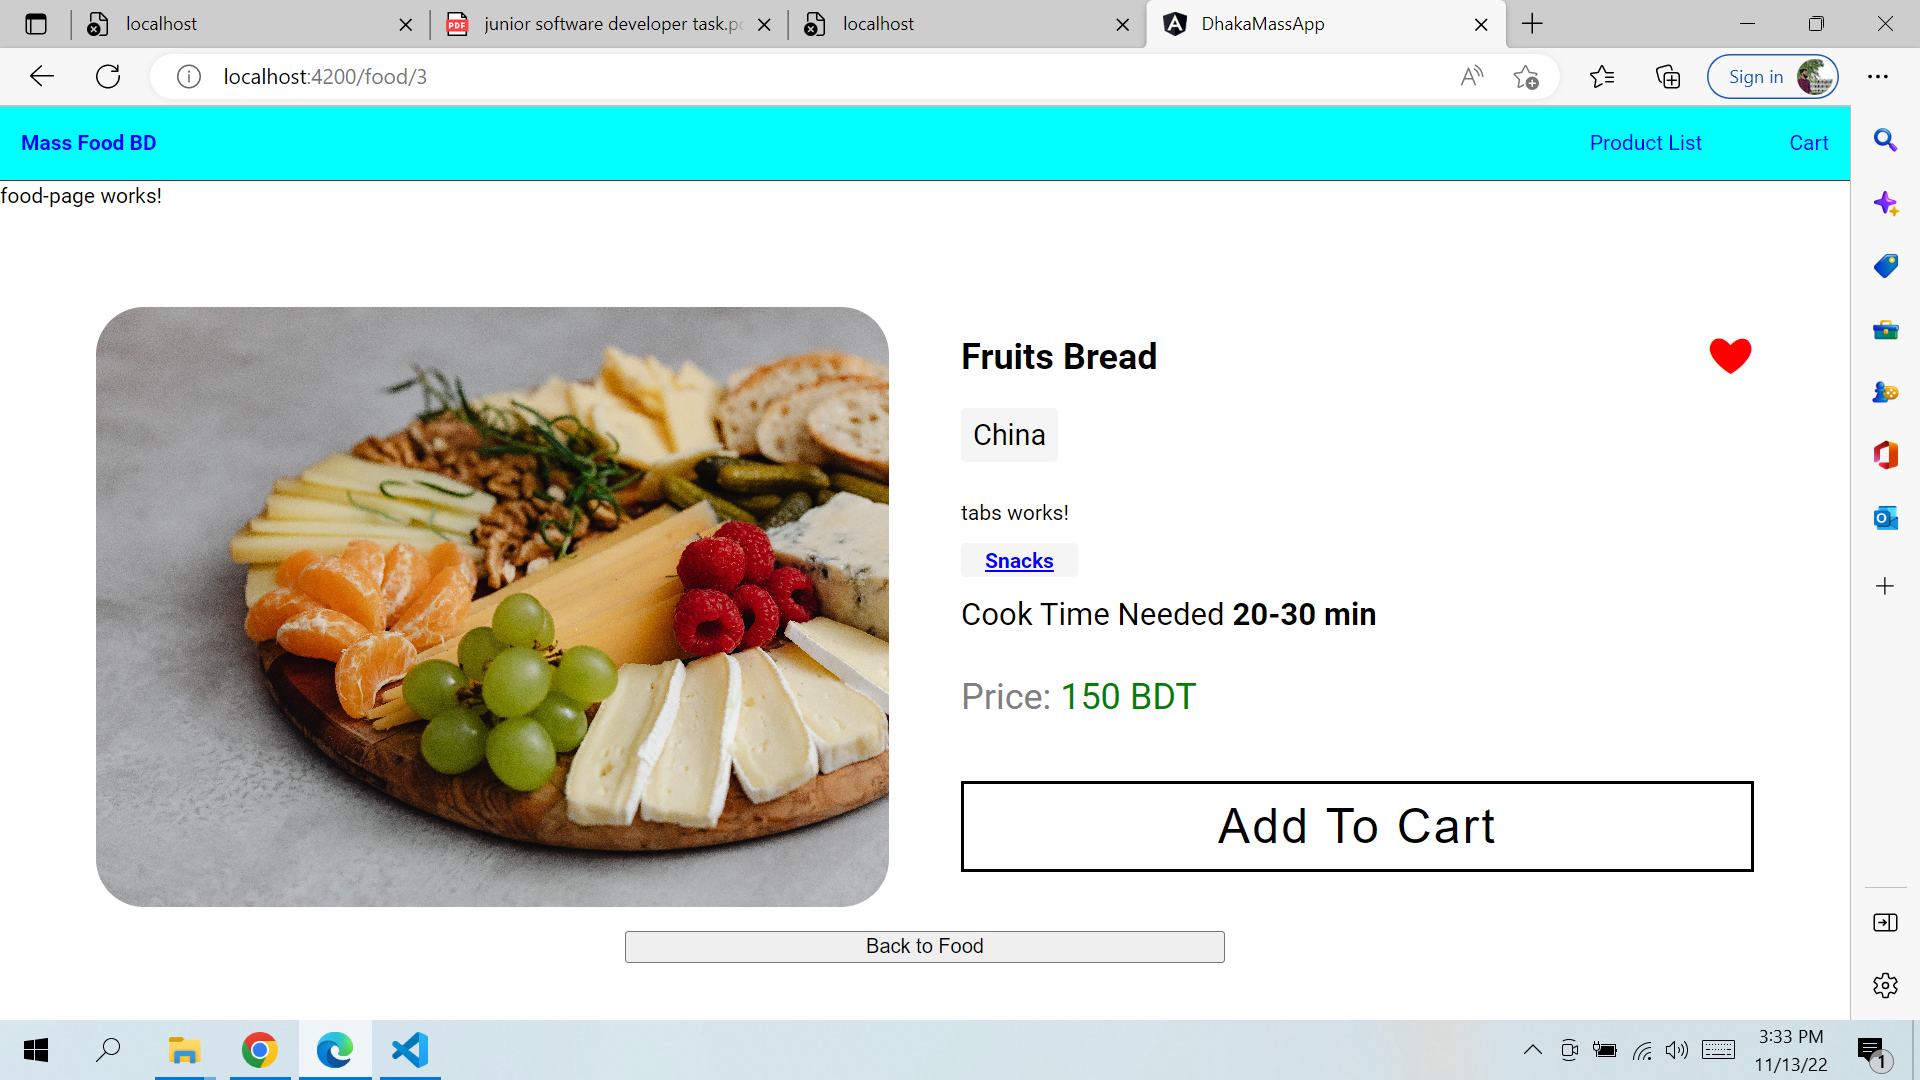 localhost
junior software developer task.pd
localhost
DhakaMassApp
localhost:4200/food/3
Sign in
Mass Food BD
Product List
Cart
food-page works!
Fruits Bread
China
tabs works!
Snacks
Cook Time Needed 20-30 min
Price: 150 BDT
Add To Cart
Back to Food
3:33 PM
11/13/22
1